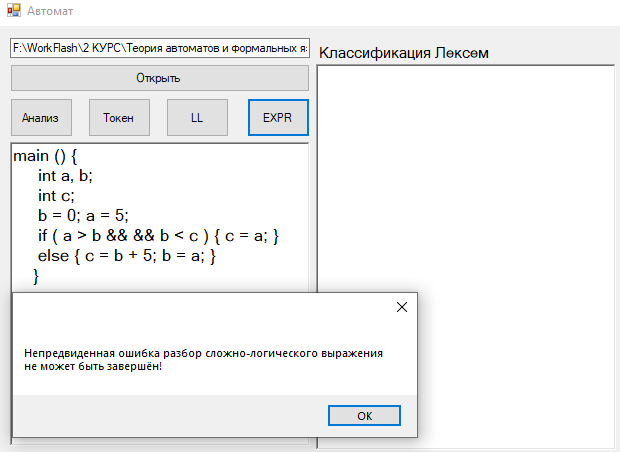 Автомат
F:\WorkFlash\2 КУРС\Теория автоматов и формальных яз
Классификация Лексем
Открыть
Анализ
Токен
LL
EXPR
main () {
int a, b;
int c;
b = 0; a = 5;
if ( a > b && && b < c ) { c = a; }
else { c = b + 5; b = a; }
}
Непредвиденная ошибка разбор сложно-логического выражения
не может быть завершён!
OK